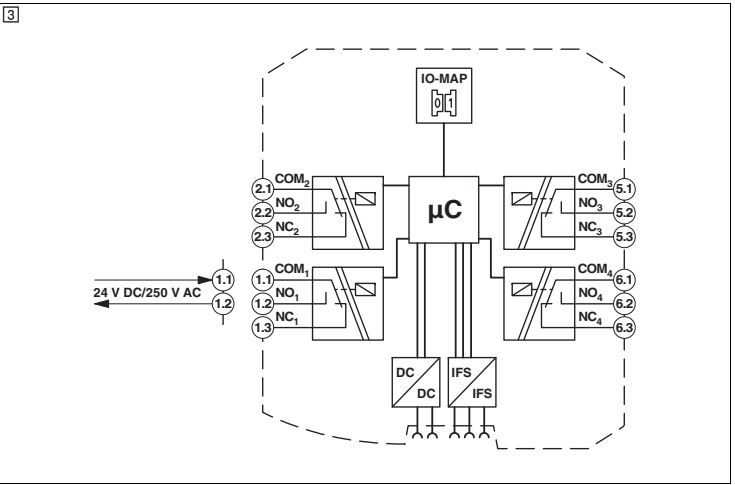 3
IO-MAP
0 1
2.1 COM₂
2.2 NO₂
2.3 NC₂
µC
COM₃ 5.1
NO₃ 5.2
NC₃ 5.3
24 V DC/250 V AC
1.1
1.2
1.1 COM₁
1.2 NO₁
1.3 NC₁
COM₄ 6.1
NO₄ 6.2
NC₄ 6.3
DC
DC
IFS
IFS